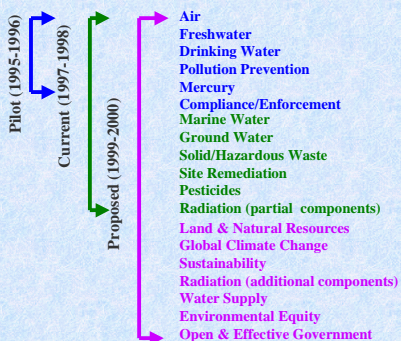 Pilot (1995-1996)
Current (1997-1998)
Proposed (1999-2000)
Air
Freshwater
Drinking Water
Pollution Prevention
Mercury
Compliance/Enforcement
Marine Water
Ground Water
Solid/Hazardous Waste
Site Remediation
Pesticides
Radiation (partial components)
Land & Natural Resources
Global Climate Change
Sustainability
Radiation (additional components)
Water Supply
Environmental Equity
Open & Effective Government